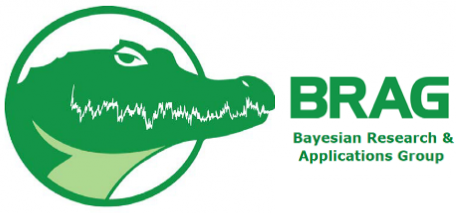 BRAG
Bayesian Research &
Applications Group